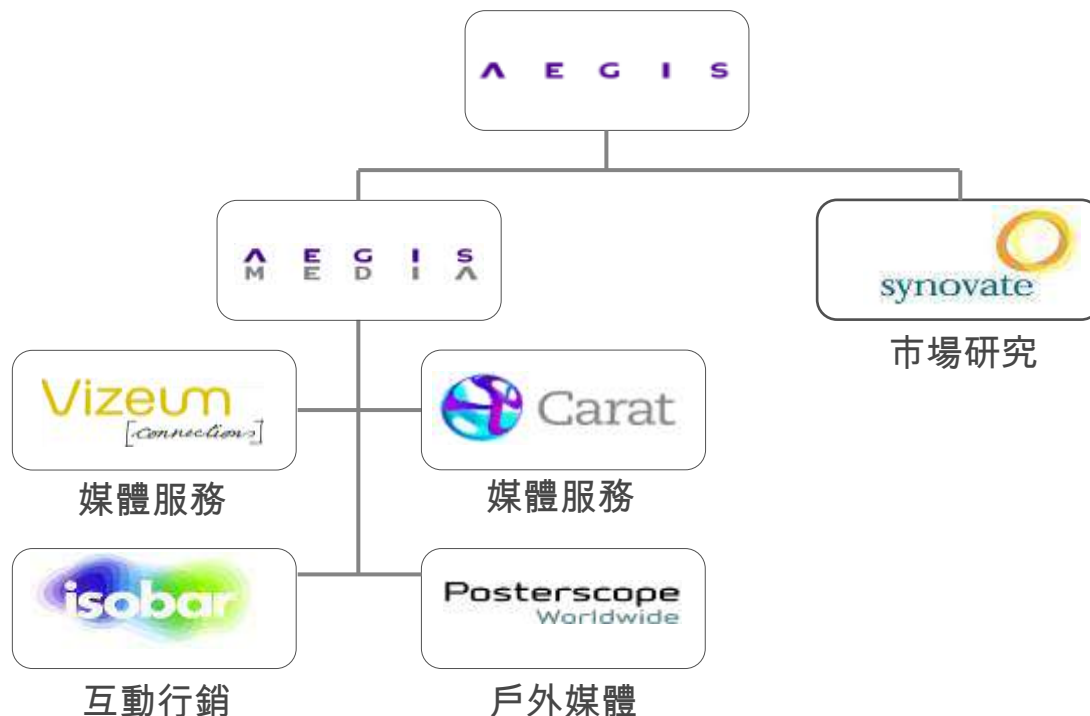 AEGIS
AEGIS
MEDIA
synovate
市場研究
Vizeum
[connections]
Carat
媒體服務
媒體服務
isobar
Posterscope
Worldwide
互動行銷
戶外媒體